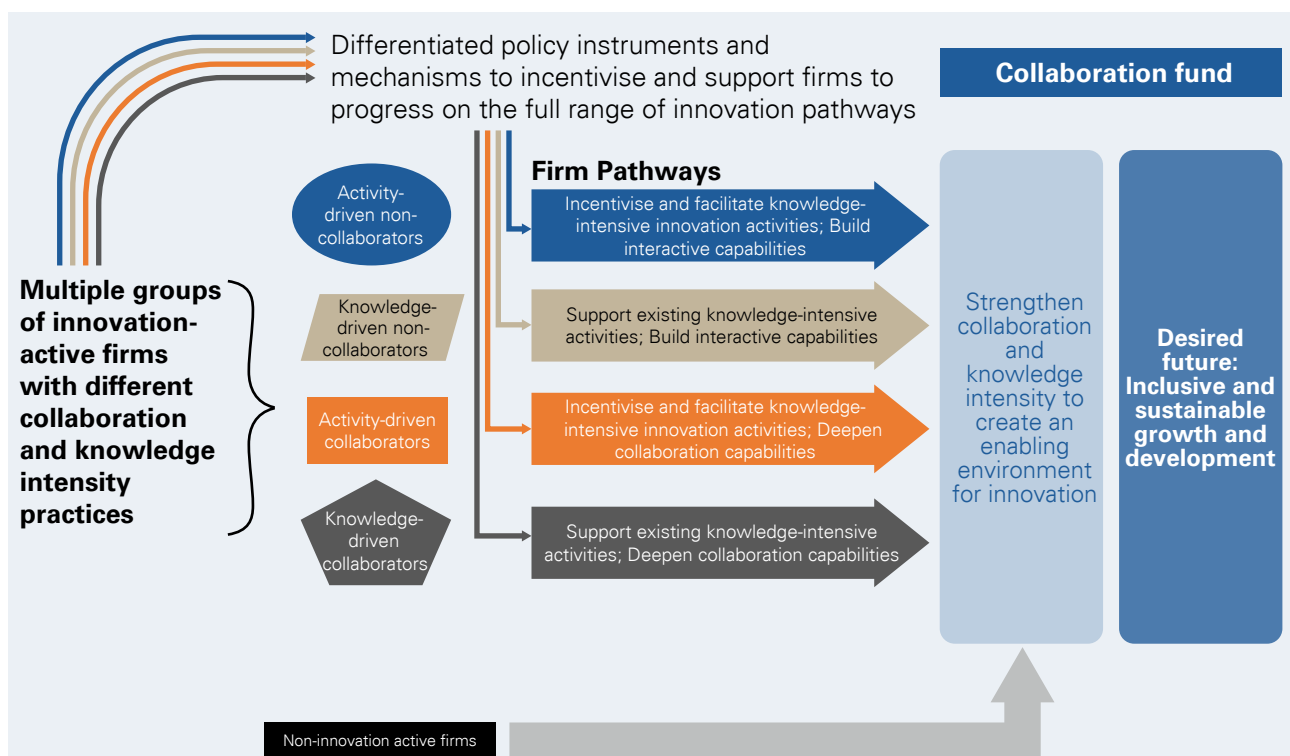 Differentiated policy instruments and
mechanisms to incentivise and support firms to
progress on the full range of innovation pathways
Collaboration fund
Multiple groups
of innovation-
active firms
with different
collaboration
and knowledge
intensity
practices
Activity-
driven non-
collaborators
Knowledge-
driven non-
collaborators
Activity-driven
collaborators
Knowledge-
driven
collaborators
Firm Pathways
Incentivise and facilitate knowledge-
intensive innovation activities; Build
interactive capabilities
Support existing knowledge-intensive
activities; Build interactive capabilities
Incentivise and facilitate knowledge-
intensive innovation activities; Deepen
collaboration capabilities
Support existing knowledge-intensive
activities; Deepen collaboration capabilities
Strengthen
collaboration
and
knowledge
intensity to
create an
enabling
environment
for innovation
Desired
future:
Inclusive and
sustainable
growth and
development
Non-innovation active firms